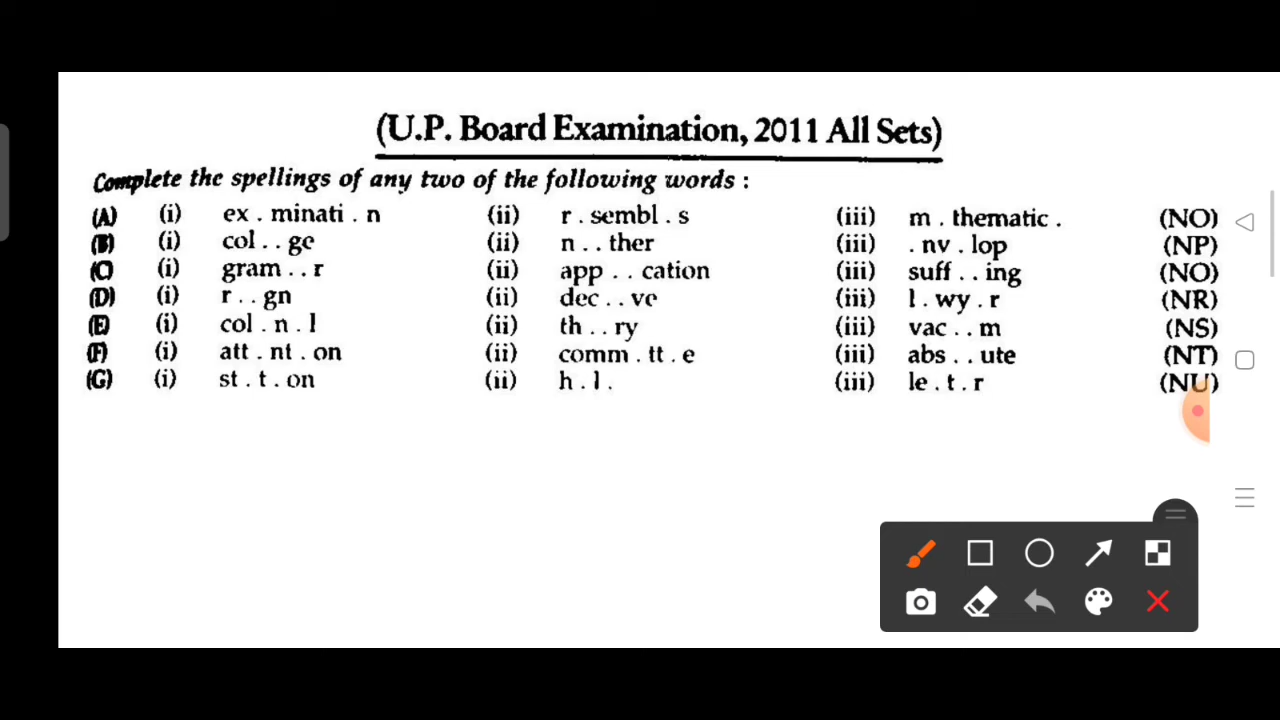 (U.P. Board Examination, 2011 All Sets)
Complete the spellings of any two of the following words :
(A) (i) ex . minati . n (ii) r . sembl . s (iii) m . thematic . (NO)
(B) (i) col . . ge (ii) n . . ther (iii) . nv . lop (NP)
(C) (i) gram . . r (ii) app . . cation (iii) suff . . ing (NO)
(D) (i) r . . gn (ii) dec . . ve (iii) l . wy . r (NR)
(E) (i) col . n . l (ii) th . . ry (iii) vac . . m (NS)
(F) (i) att . nt . on (ii) comm . tt . e (iii) abs . . ute (NT)
(G) (i) st . t . on (ii) h . l . (iii) le . t . r (NU)